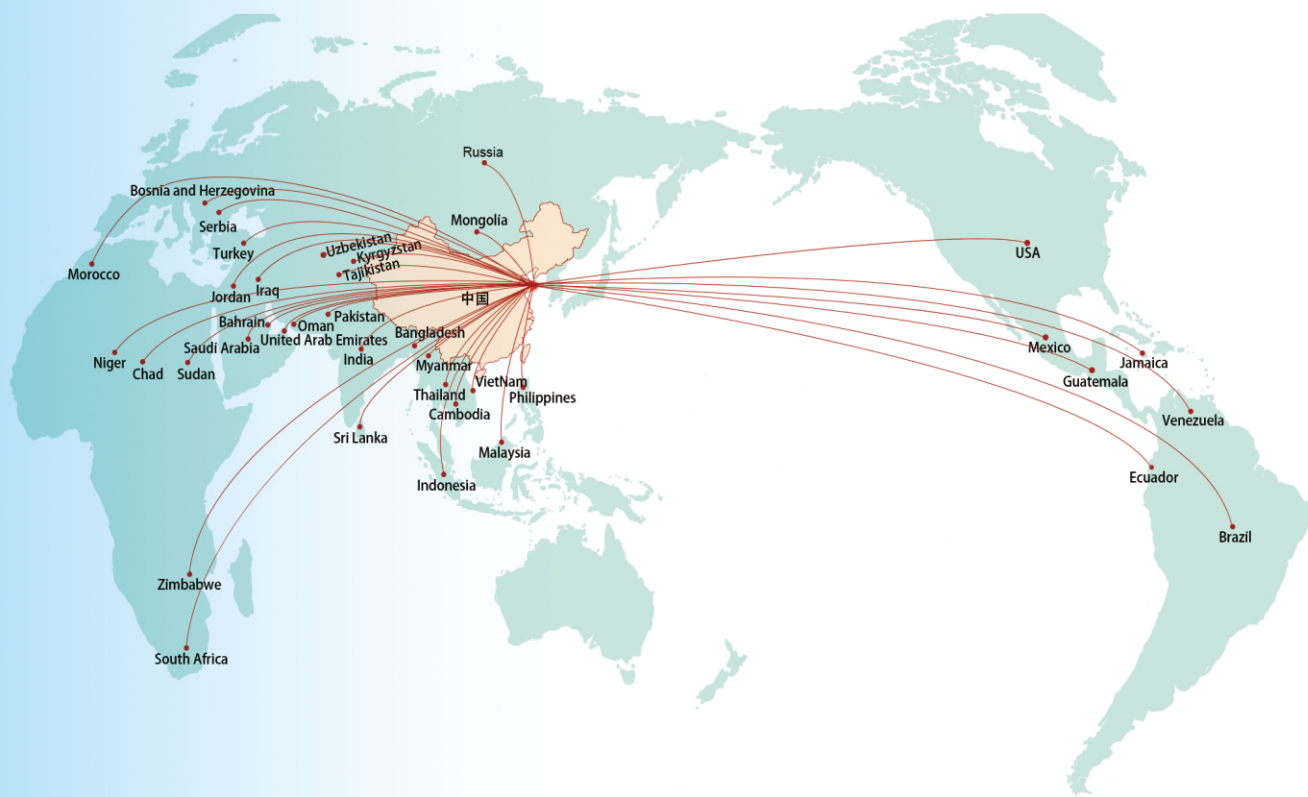 Russia
Bosnia and Herzegovina
Mongolia
Serbia
Uzbekistan
Kyrgyzstan
Turkey
USA
Tajikistan
Morocco
Jordan
Iraq
中国
Pakistan
Bahrain
Oman
Bangladesh
United Arab Emirates
Saudi Arabia
Mexico
India
Niger
Jamaica
Myanmar
Chad
Sudan
VietNam
Guatemala
Thailand
Philippines
Cambodia
Venezuela
Sri Lanka
Malaysia
Ecuador
Indonesia
Brazil
Zimbabwe
South Africa